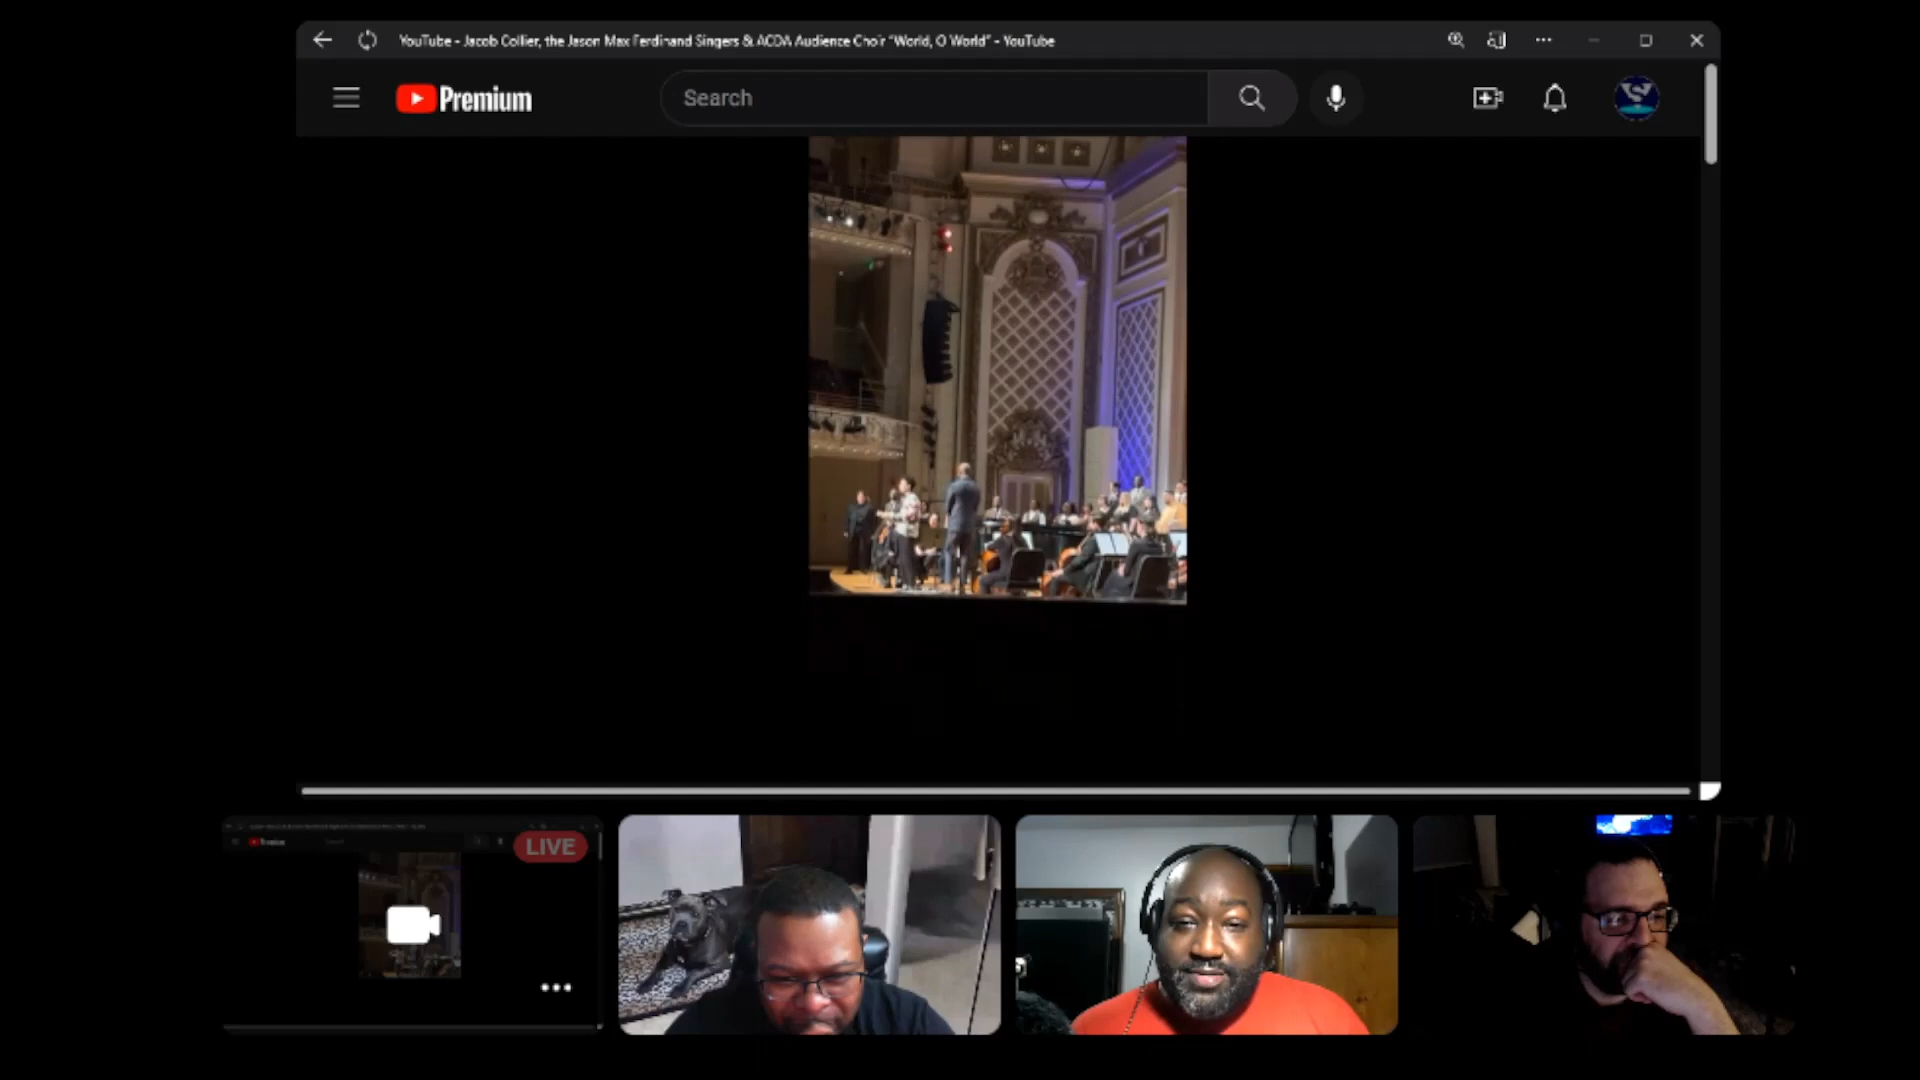 YouTube - Jacob Collier, the Jason Max Ferdinand Singers & ACDA Audience Choir "World, O World" - YouTube
Premium
Search
LIVE